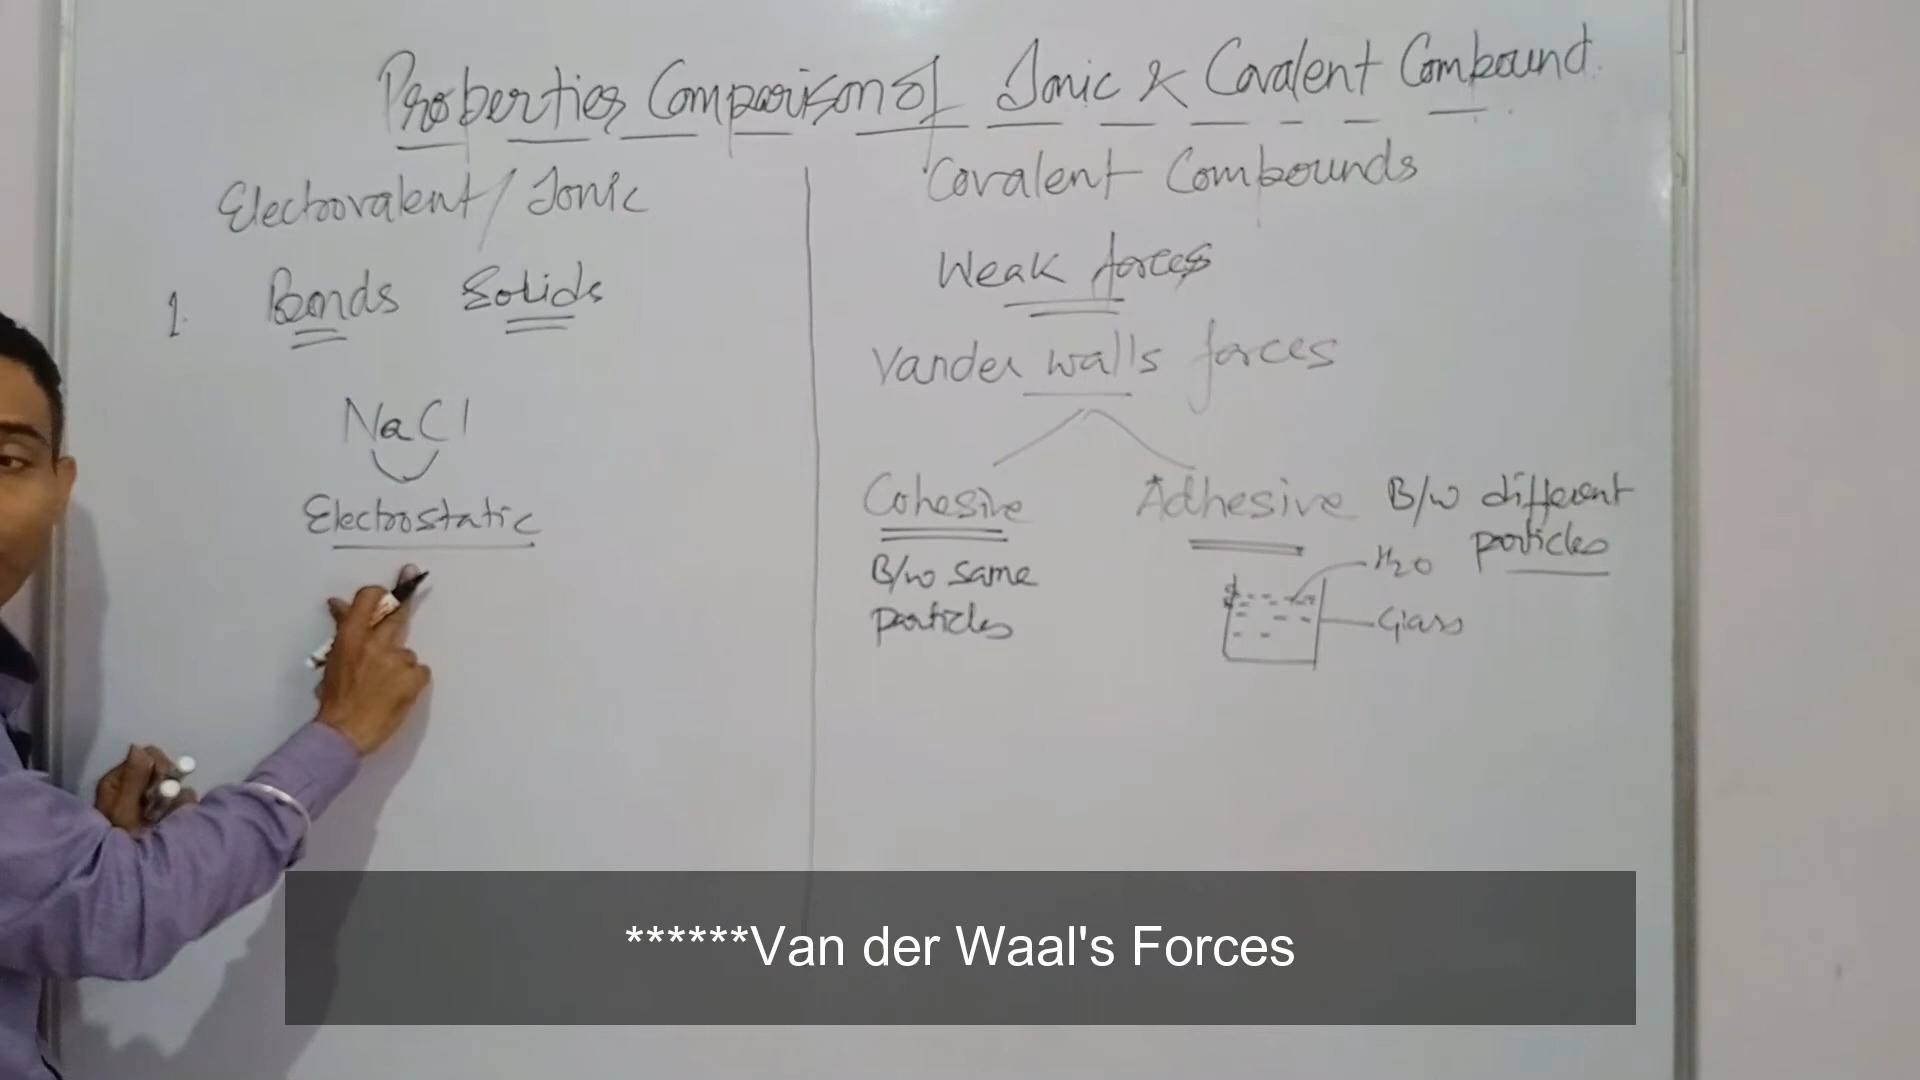 Properties Comparison of Ionic & Covalent Compound.
Electrovalent / Ionic
1. Bonds Solids
NaCl
Electrostatic
Covalent Compounds
Weak forces
Vander walls forces
Cohesive
B/w same
particles
Adhesive B/w different
particles
H2O
Glass
******Van der Waal's Forces